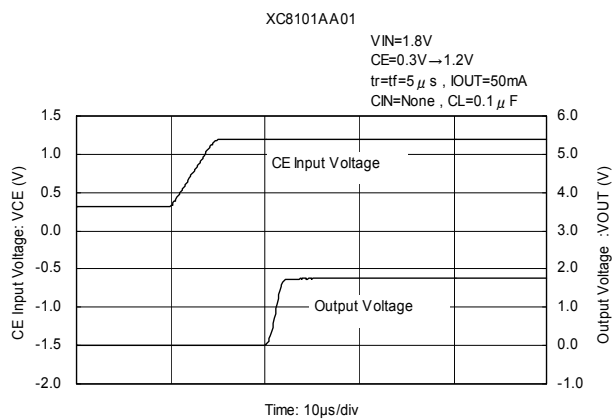 XC8101AA01
VIN=1.8V
CE=0.3V→1.2V
tr=tf=5μs , IOUT=50mA
CIN=None , CL=0.1μF
CE Input Voltage: VCE (V)
1.5
1.0
0.5
0.0
-0.5
-1.0
-1.5
-2.0
CE Input Voltage
Output Voltage
6.0
5.0
4.0
3.0
2.0
1.0
0.0
-1.0
Output Voltage :VOUT (V)
Time: 10μs/div